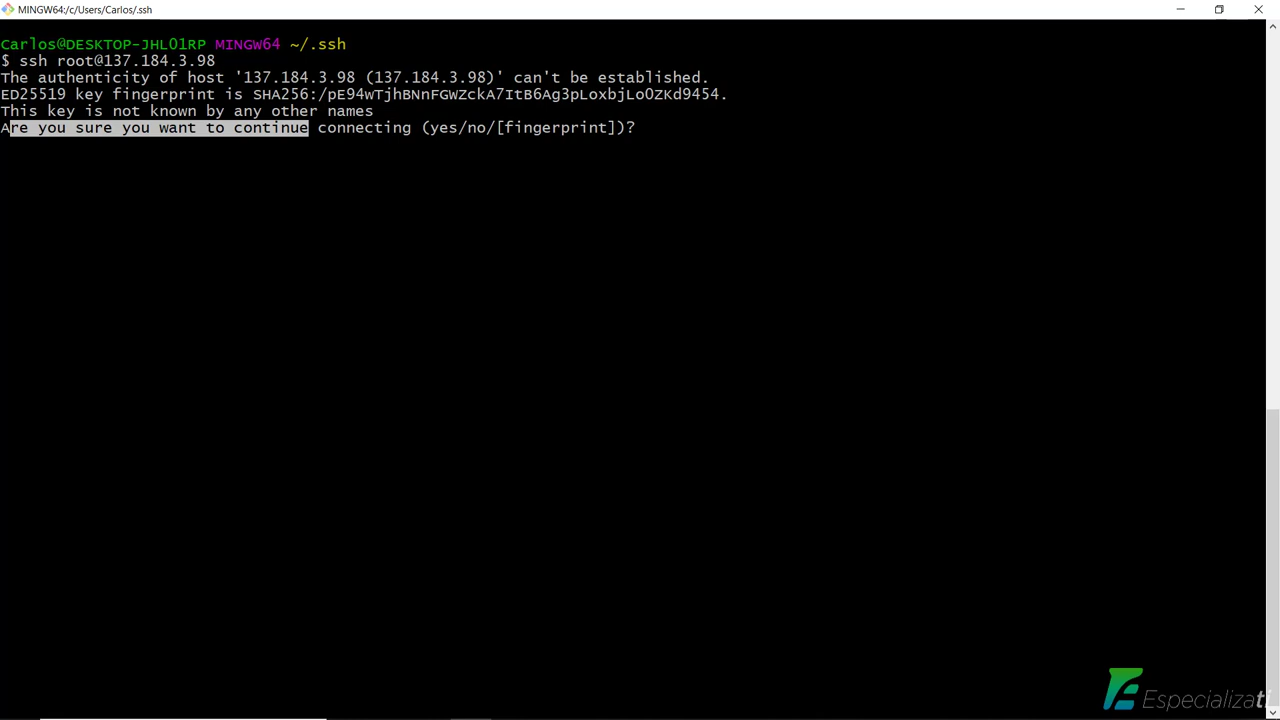 MINGW64:/c/Users/Carlos/.ssh
Carlos@DESKTOP-JHL01RP MINGW64 ~/.ssh
$ ssh root@137.184.3.98
The authenticity of host '137.184.3.98 (137.184.3.98)' can't be established.
ED25519 key fingerprint is SHA256:/pE94wTjhBNnFGWZckA7ItB6Ag3pLoxbjLoOZKd9454.
This key is not known by any other names
Are you sure you want to continue connecting (yes/no/[fingerprint])?
Especializati